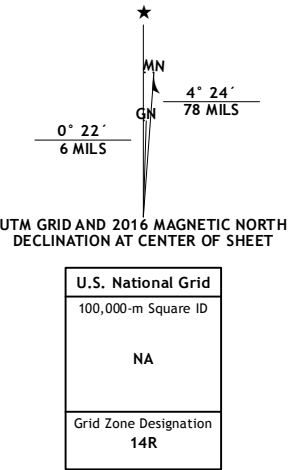 MN
4° 24´
78 MILS
GN
0° 22´
6 MILS
UTM GRID AND 2016 MAGNETIC NORTH
DECLINATION AT CENTER OF SHEET
U.S. National Grid
100,000-m Square ID
NA
Grid Zone Designation
14R